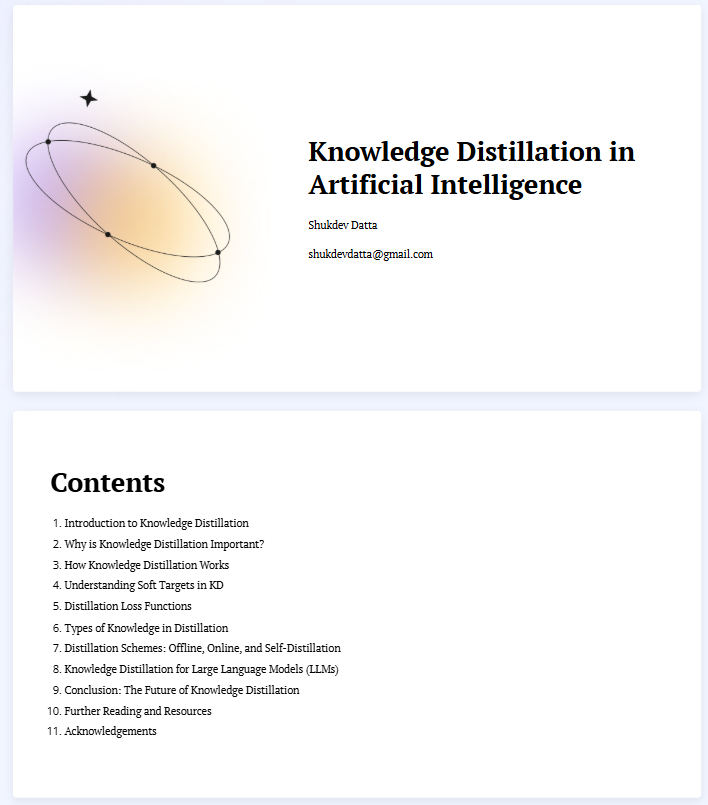 Knowledge Distillation in
Artificial Intelligence
Shukdev Datta
shukdevdatta@gmail.com
Contents
1. Introduction to Knowledge Distillation
2. Why is Knowledge Distillation Important?
3. How Knowledge Distillation Works
4. Understanding Soft Targets in KD
5. Distillation Loss Functions
6. Types of Knowledge in Distillation
7. Distillation Schemes: Offline, Online, and Self-Distillation
8. Knowledge Distillation for Large Language Models (LLMs)
9. Conclusion: The Future of Knowledge Distillation
10. Further Reading and Resources
11. Acknowledgements